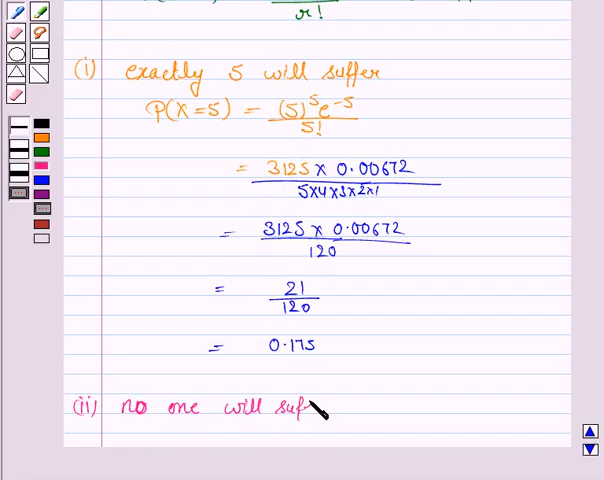 r!
(i) exactly 5 will suffer
P(X=5) = (5)^5 e^-5 / 5!
= 3125 x 0.00672 / 5x4x3x2x1
= 3125 x 0.00672 / 120
= 21 / 120
= 0.175
(ii) no one will suf